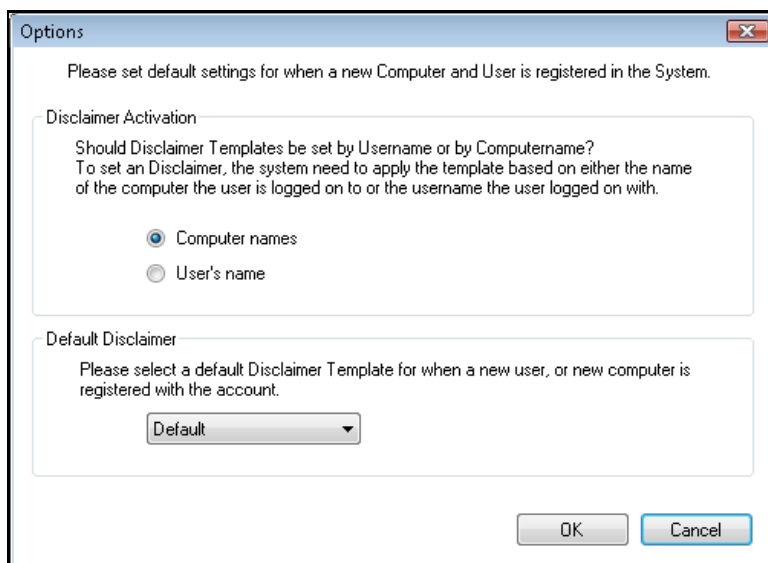 Options
Please set default settings for when a new Computer and User is registered in the System.
Disclaimer Activation
Should Disclaimer Templates be set by Username or by Computername?
To set an Disclaimer, the system need to apply the template based on either the name
of the computer the user is logged on to or the username the user logged on with.
Computer names
User's name
Default Disclaimer
Please select a default Disclaimer Template for when a new user, or new computer is
registered with the account.
Default
OK
Cancel